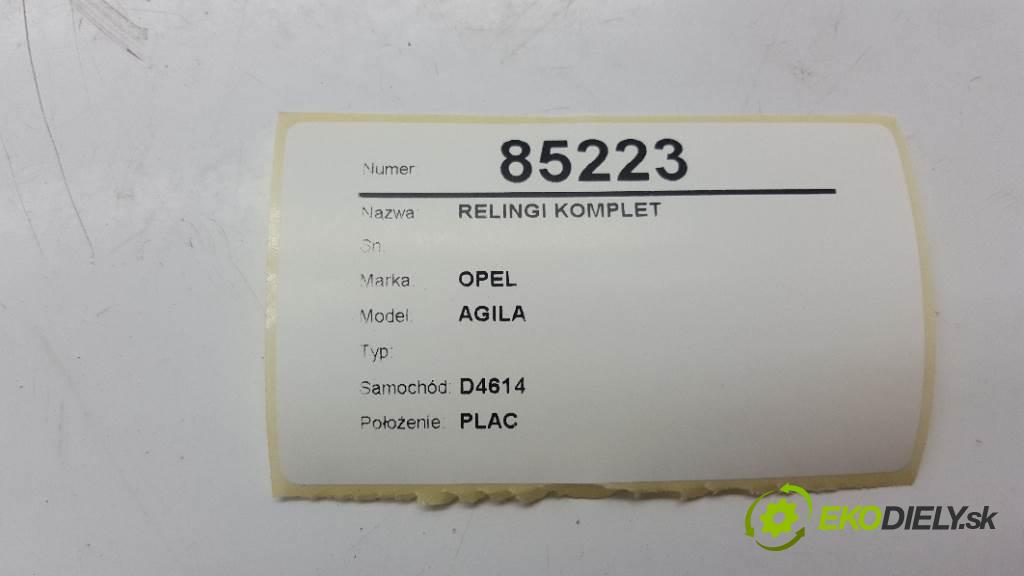 Numer: 85223
Nazwa: RELINGI KOMPLET
Sn:
Marka: OPEL
Model: AGILA
Typ:
Samochód: D4614
Położenie: PLAC
EKODIELY.sk